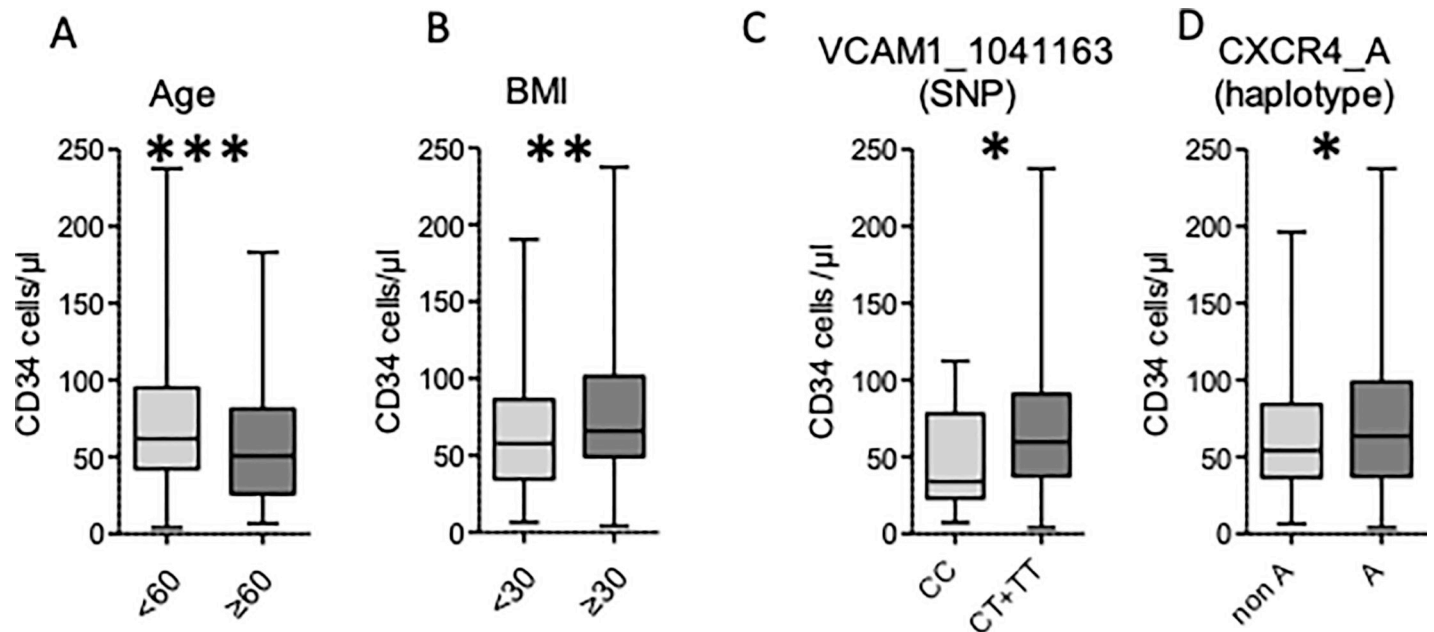 A
Age
***
250
200
150
100
50
0
CD34 cells/µl
<60
≥60
B
BMI
**
250
200
150
100
50
0
CD34 cells/µl
<30
≥30
C
VCAM1_1041163
(SNP)
*
250
200
150
100
50
0
CD34 cells /µl
CC
CT+TT
D
CXCR4_A
(haplotype)
*
250
200
150
100
50
0
CD34 cells/µl
non A
A